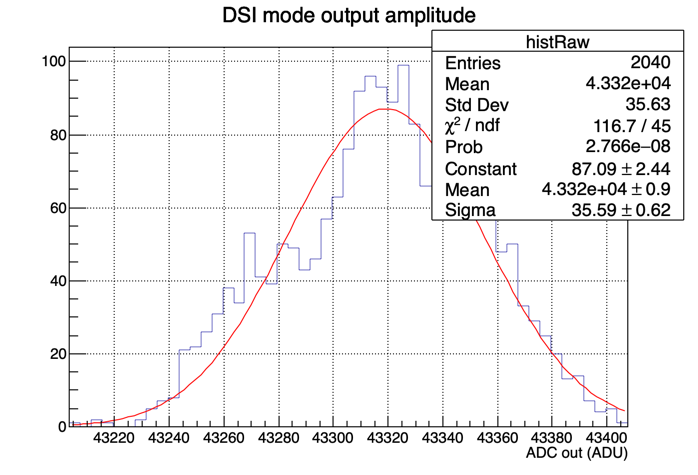 DSI mode output amplitude
histRaw
Entries 2040
Mean 4.332e+04
Std Dev 35.63
χ² / ndf 116.7 / 45
Prob 2.766e−08
Constant 87.09 ± 2.44
Mean 4.332e+04 ± 0.9
Sigma 35.59 ± 0.62
100
80
60
40
20
0
43220 43240 43260 43280 43300 43320 43340 43360 43380 43400
ADC out (ADU)